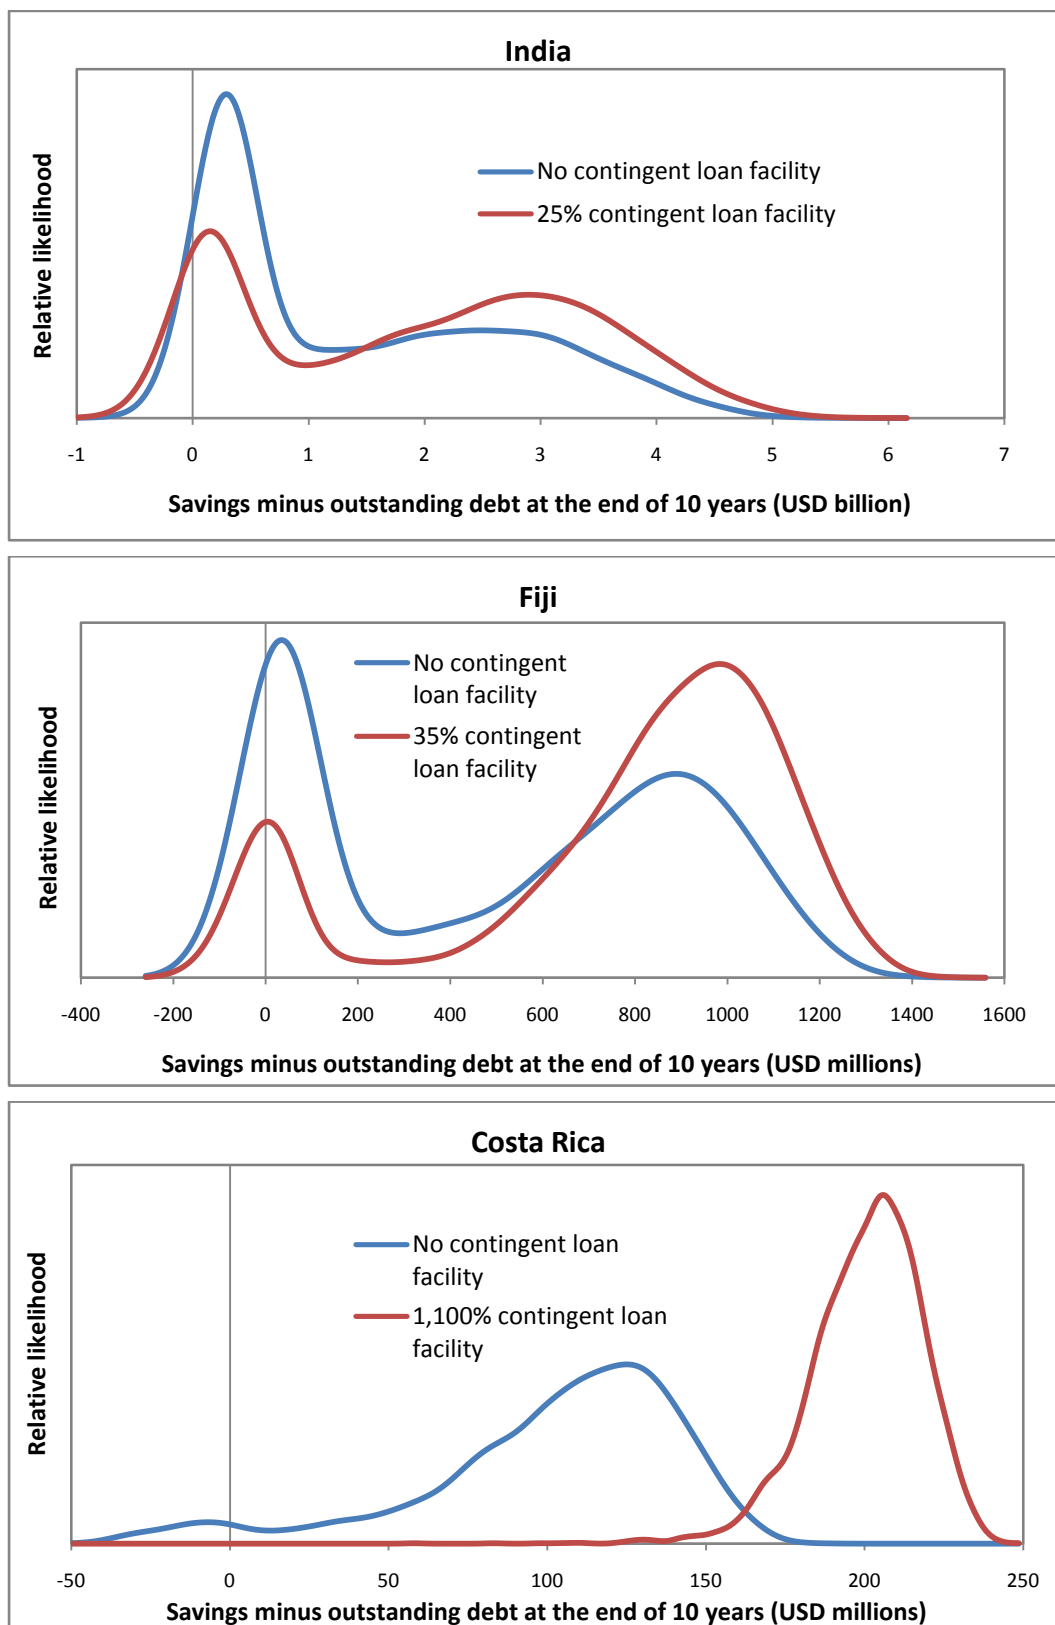 India
Relative likelihood
No contingent loan facility
25% contingent loan facility
-1 0 1 2 3 4 5 6 7
Savings minus outstanding debt at the end of 10 years (USD billion)
Fiji
Relative likelihood
No contingent
loan facility
35% contingent
loan facility
-400 -200 0 200 400 600 800 1000 1200 1400 1600
Savings minus outstanding debt at the end of 10 years (USD millions)
Costa Rica
Relative likelihood
No contingent loan
facility
1,100% contingent loan
facility
-50 0 50 100 150 200 250
Savings minus outstanding debt at the end of 10 years (USD millions)